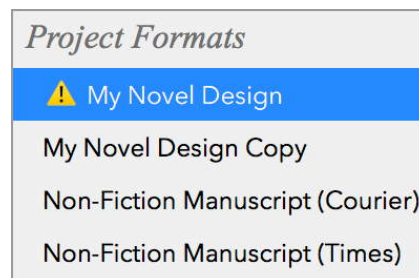 Project Formats
My Novel Design
My Novel Design Copy
Non-Fiction Manuscript (Courier)
Non-Fiction Manuscript (Times)